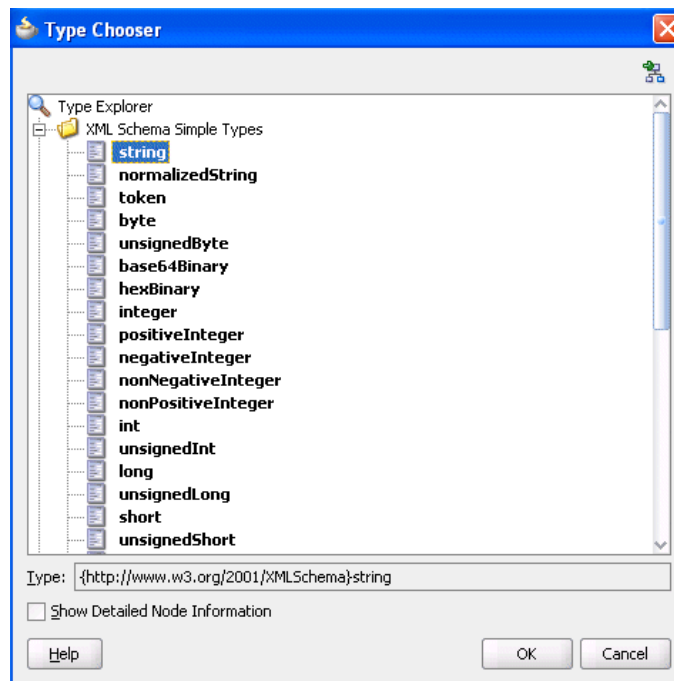 Type Chooser
Type Explorer
XML Schema Simple Types
string
normalizedString
token
byte
unsignedByte
base64Binary
hexBinary
integer
positiveInteger
negativeInteger
nonNegativeInteger
nonPositiveInteger
int
unsignedInt
long
unsignedLong
short
unsignedShort
Type: {http://www.w3.org/2001/XMLSchema}string
Show Detailed Node Information
Help OK Cancel